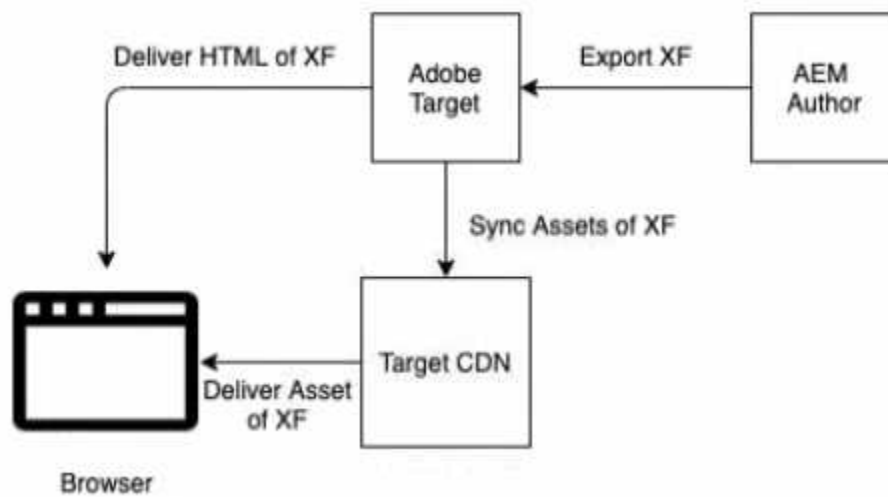 Deliver HTML of XF
Adobe
Target
Export XF
AEM
Author
Sync Assets of XF
Target CDN
Deliver Asset
of XF
Browser